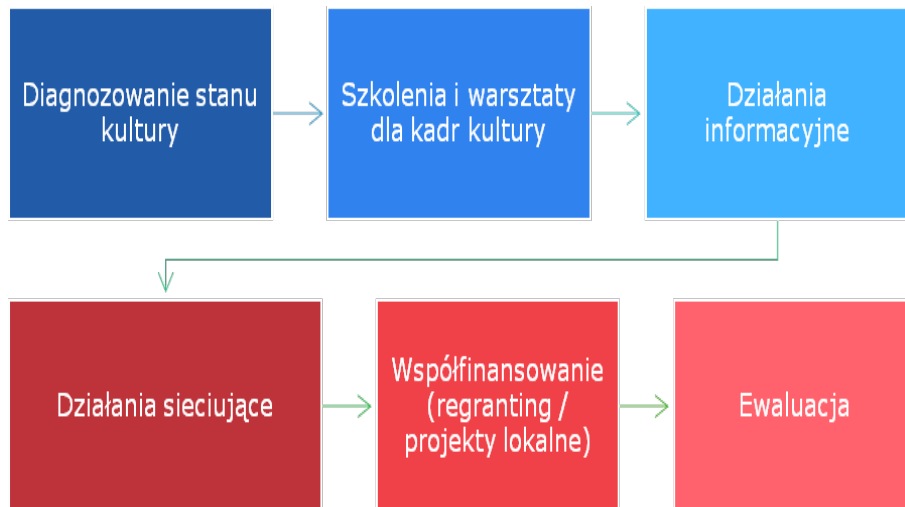 Diagnozowanie stanu
kultury
Szkolenia i warsztaty
dla kadr kultury
Działania
informacyjne
Działania sieciujące
Współfinansowanie
(regranting /
projekty lokalne)
Ewaluacja